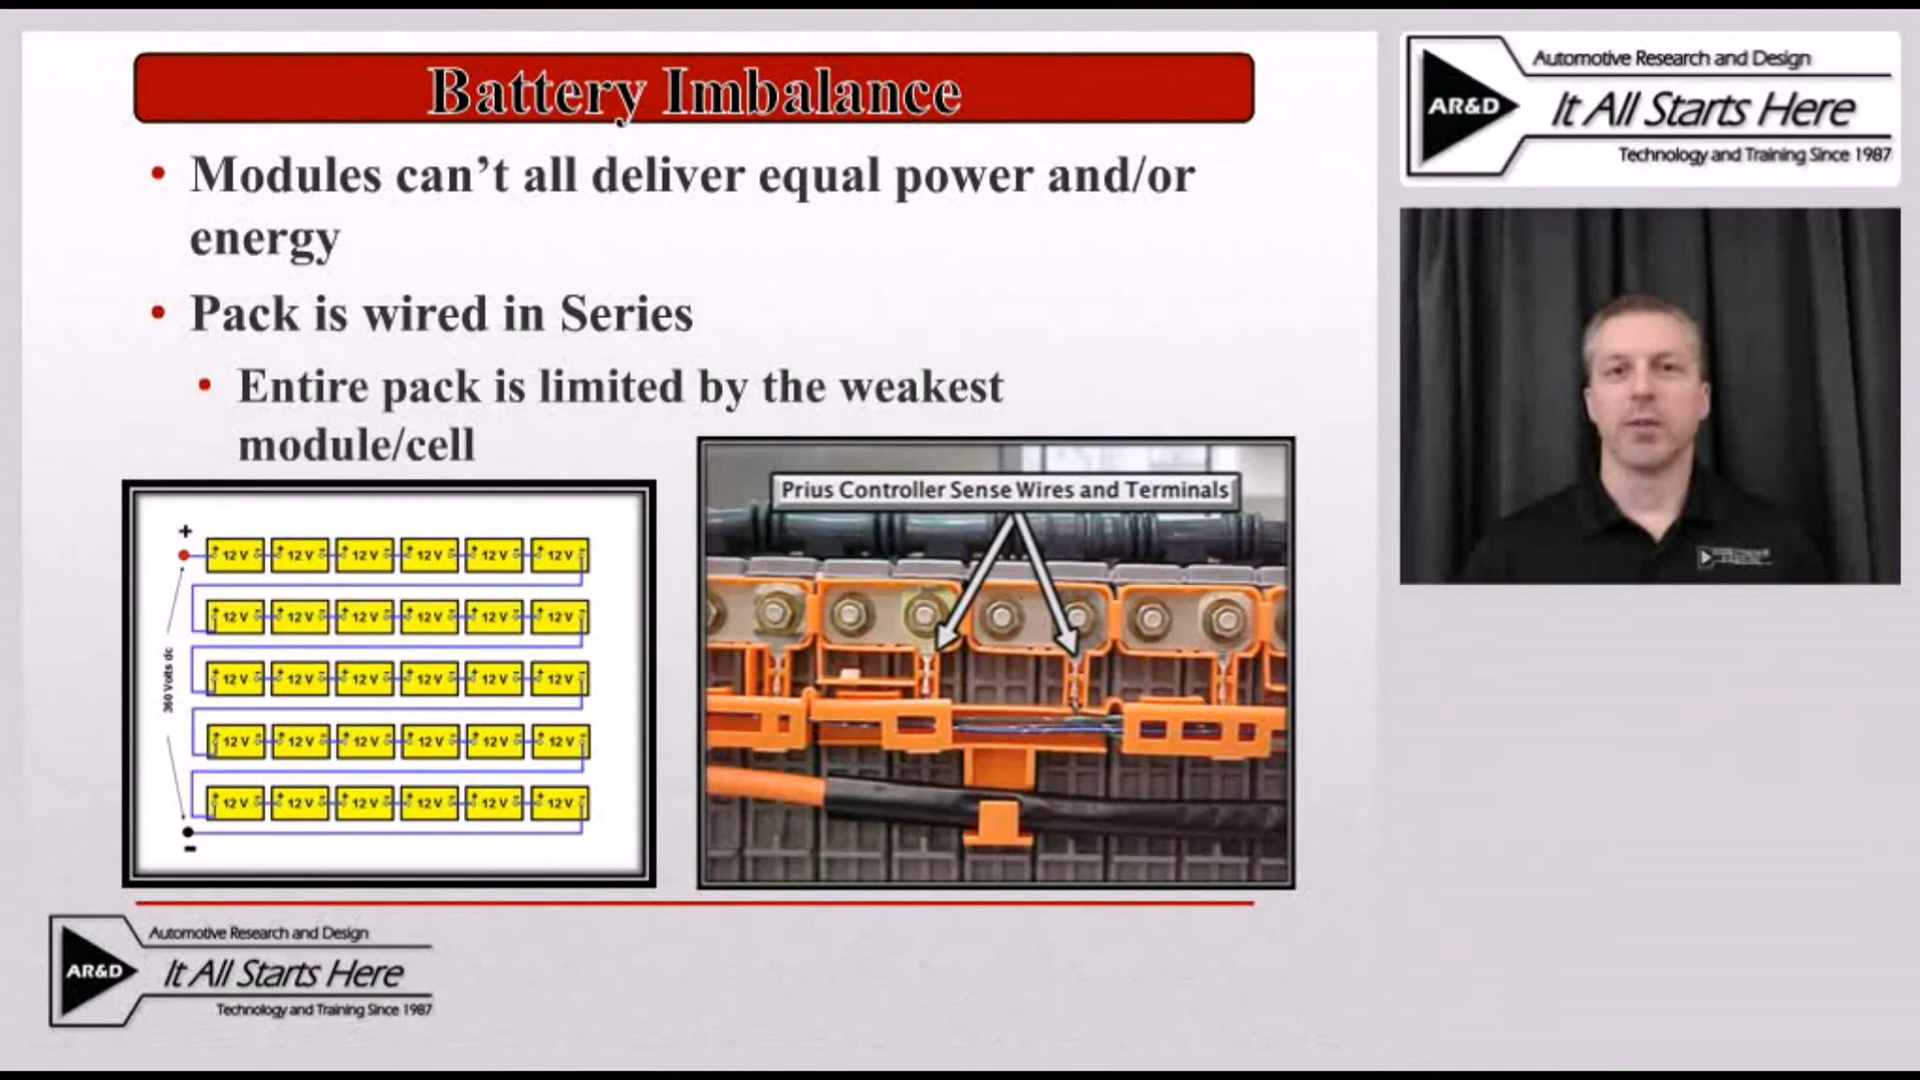 Battery Imbalance
• Modules can’t all deliver equal power and/or
energy
• Pack is wired in Series
• Entire pack is limited by the weakest
module/cell
+
12 V 12 V 12 V 12 V 12 V 12 V
12 V 12 V 12 V 12 V 12 V 12 V
360 Volts dc
12 V 12 V 12 V 12 V 12 V 12 V
12 V 12 V 12 V 12 V 12 V 12 V
12 V 12 V 12 V 12 V 12 V 12 V
-
Prius Controller Sense Wires and Terminals
Automotive Research and Design
AR&D
It All Starts Here
Technology and Training Since 1987
Automotive Research and Design
AR&D
It All Starts Here
Technology and Training Since 1987